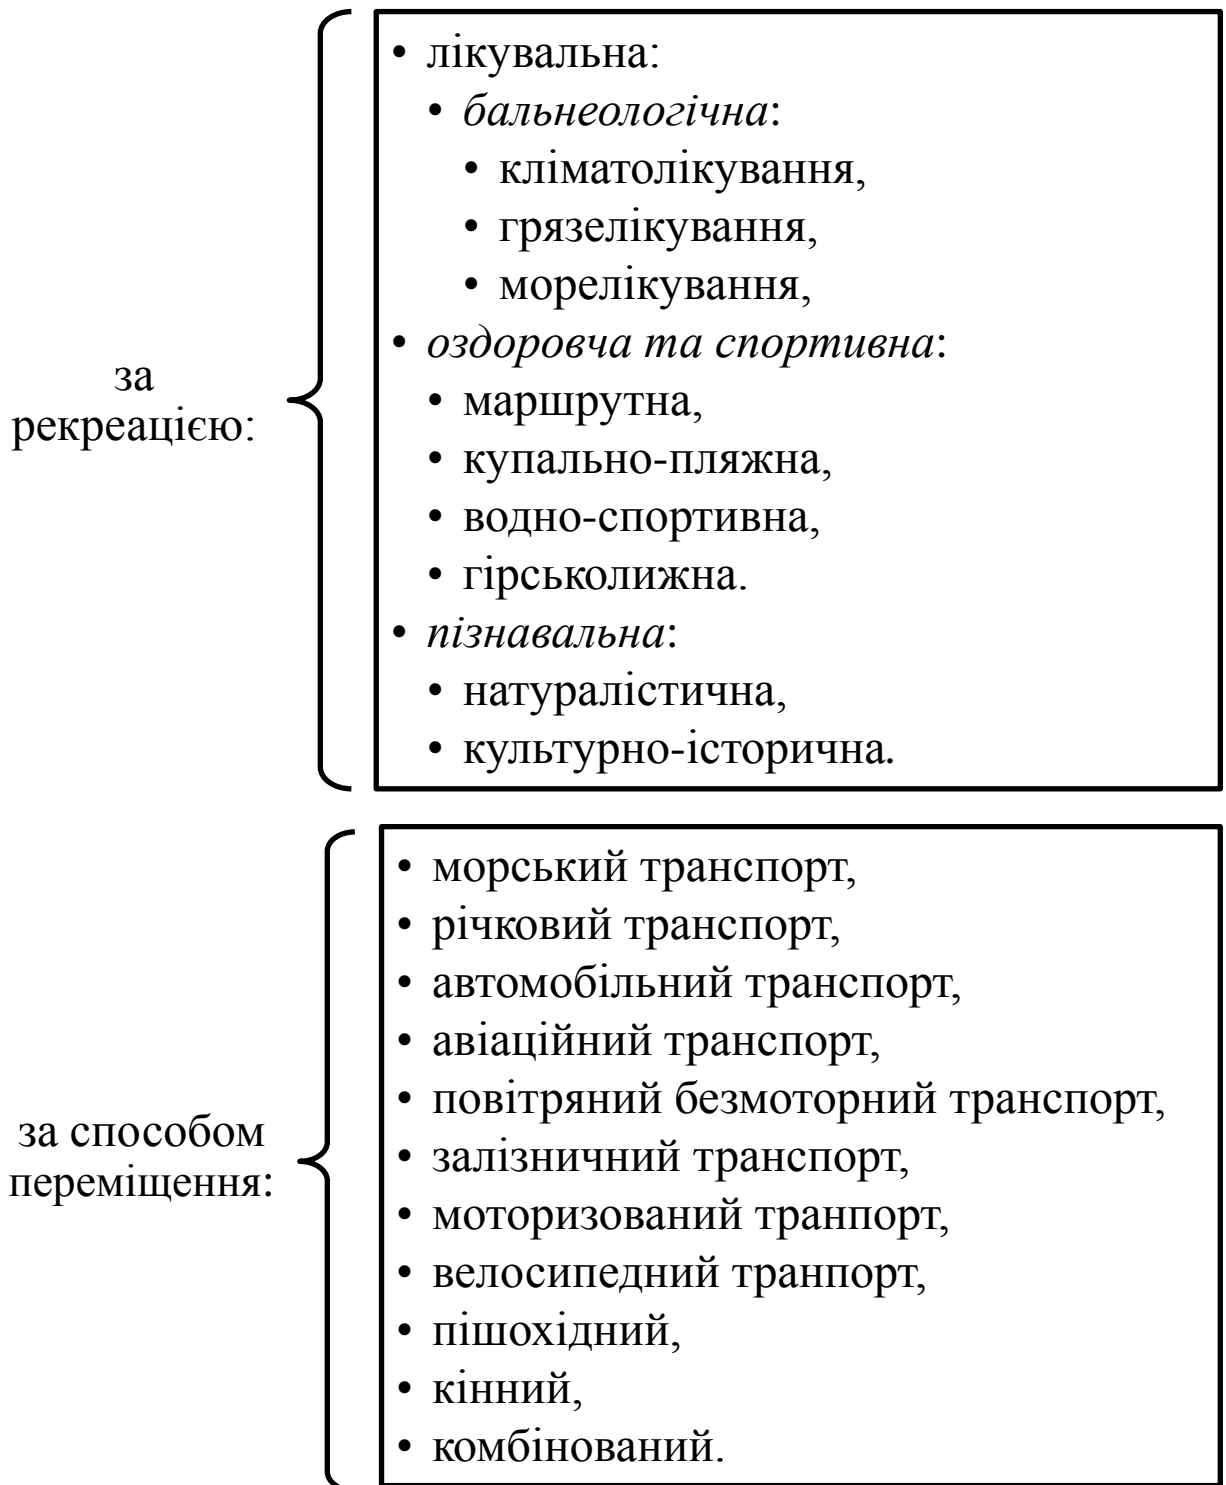 за
рекреацією:
• лікувальна:
• бальнеологічна:
• кліматолікування,
• грязелікування,
• морелікування,
• оздоровча та спортивна:
• маршрутна,
• купально-пляжна,
• водно-спортивна,
• гірськолижна.
• пізнавальна:
• натуралістична,
• культурно-історична.
за способом
переміщення:
• морський транспорт,
• річковий транспорт,
• автомобільний транспорт,
• авіаційний транспорт,
• повітряний безмоторний транспорт,
• залізничний транспорт,
• моторизований транпорт,
• велосипедний транпорт,
• пішохідний,
• кінний,
• комбінований.